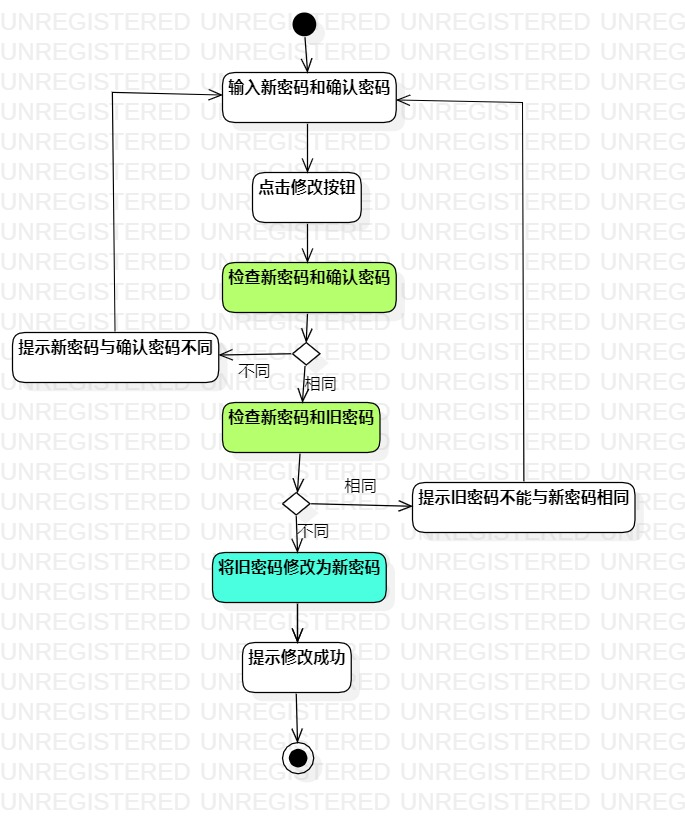 输入新密码和确认密码
点击修改按钮
检查新密码和确认密码
提示新密码与确认密码不同
不同
相同
检查新密码和旧密码
相同
提示旧密码不能与新密码相同
不同
将旧密码修改为新密码
提示修改成功
UNREGISTERED